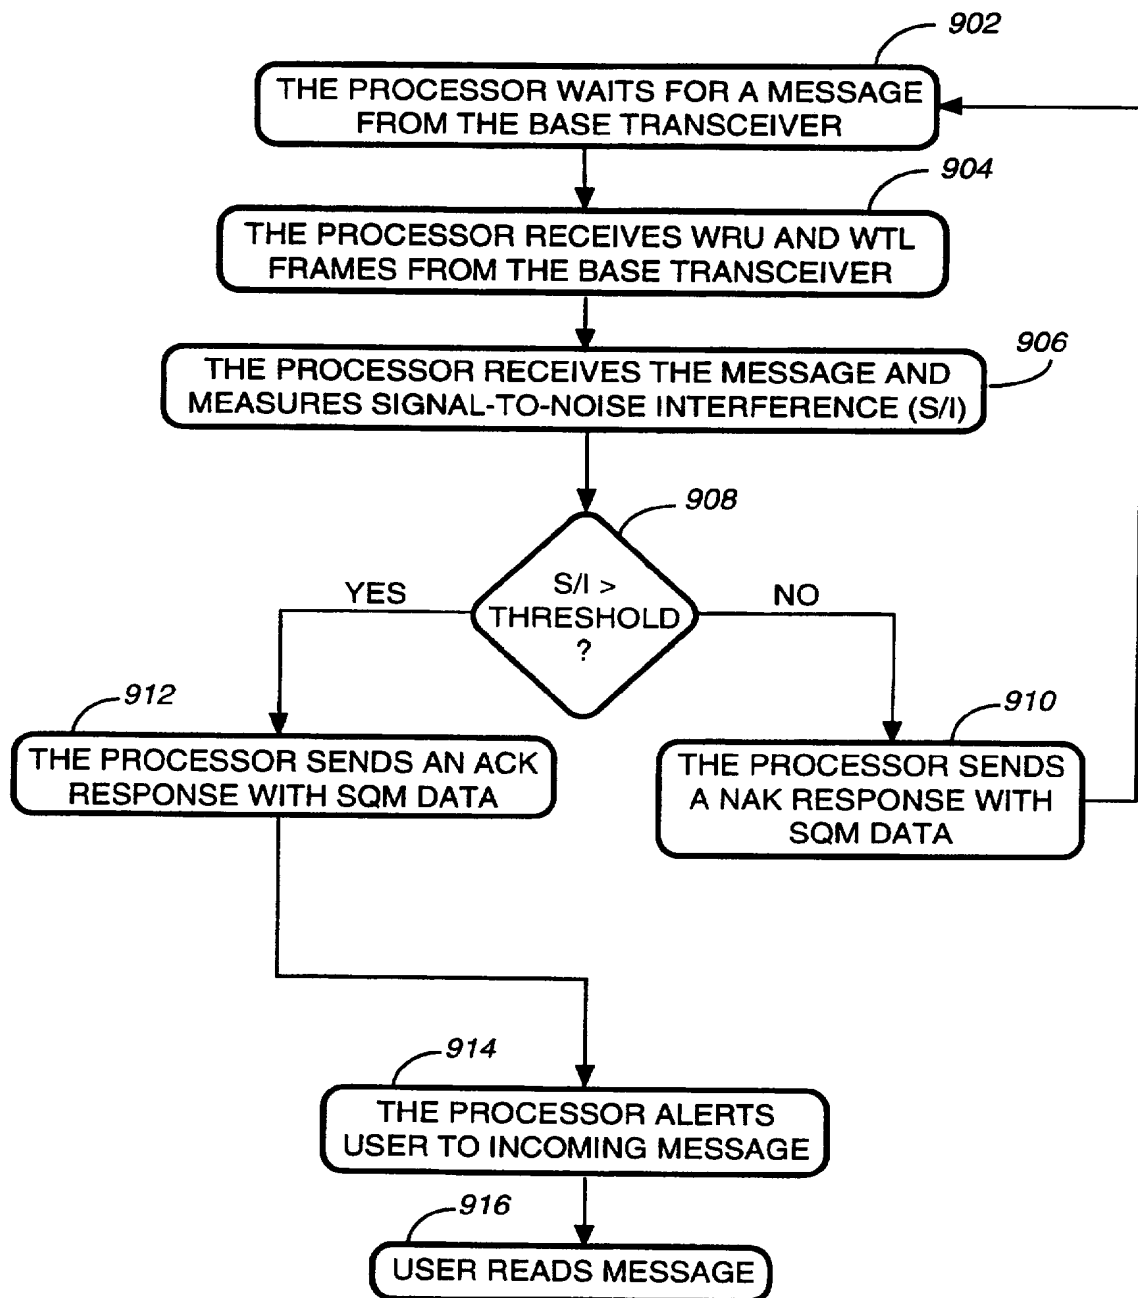 902
THE PROCESSOR WAITS FOR A MESSAGE
FROM THE BASE TRANSCEIVER
904
THE PROCESSOR RECEIVES WRU AND WTL
FRAMES FROM THE BASE TRANSCEIVER
906
THE PROCESSOR RECEIVES THE MESSAGE AND
MEASURES SIGNAL-TO-NOISE INTERFERENCE (S/I)
908
S/I >
THRESHOLD
?
YES
NO
912
THE PROCESSOR SENDS AN ACK
RESPONSE WITH SQM DATA
910
THE PROCESSOR SENDS
A NAK RESPONSE WITH
SQM DATA
914
THE PROCESSOR ALERTS
USER TO INCOMING MESSAGE
916
USER READS MESSAGE